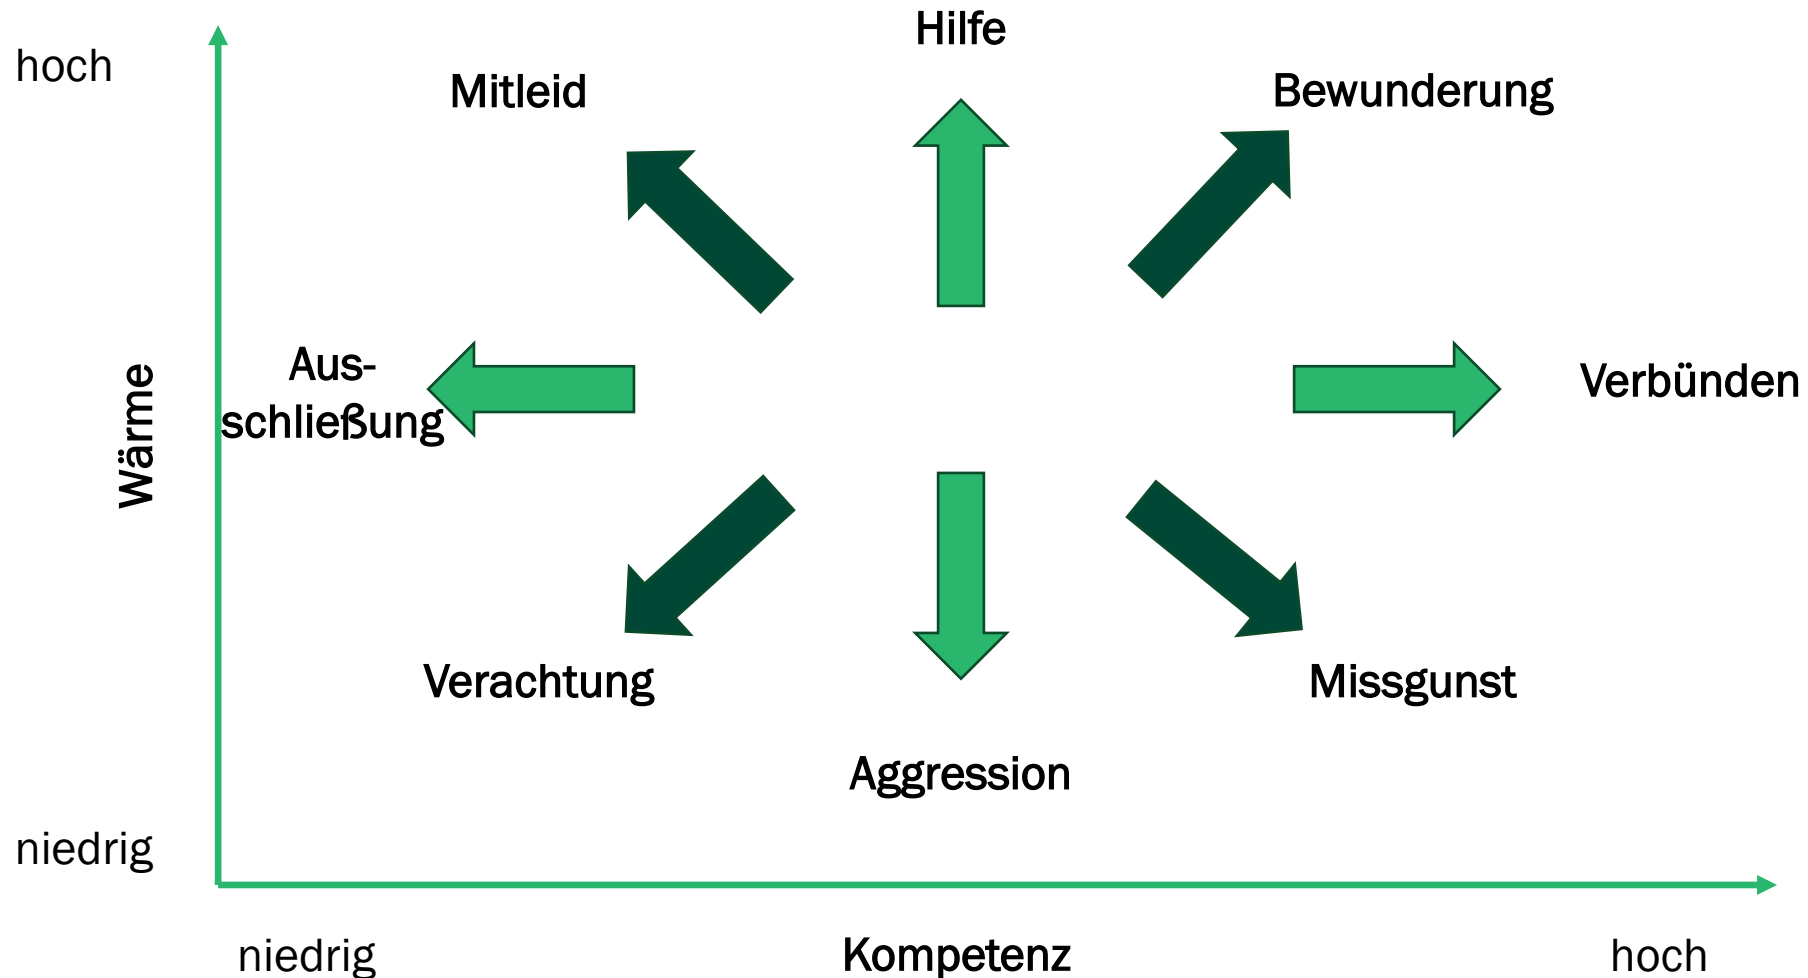 Hilfe
hoch
Mitleid
Bewunderung
Aus-
schließung
Verbünden
Wärme
Verachtung
Missgunst
Aggression
niedrig
niedrig
Kompetenz
hoch